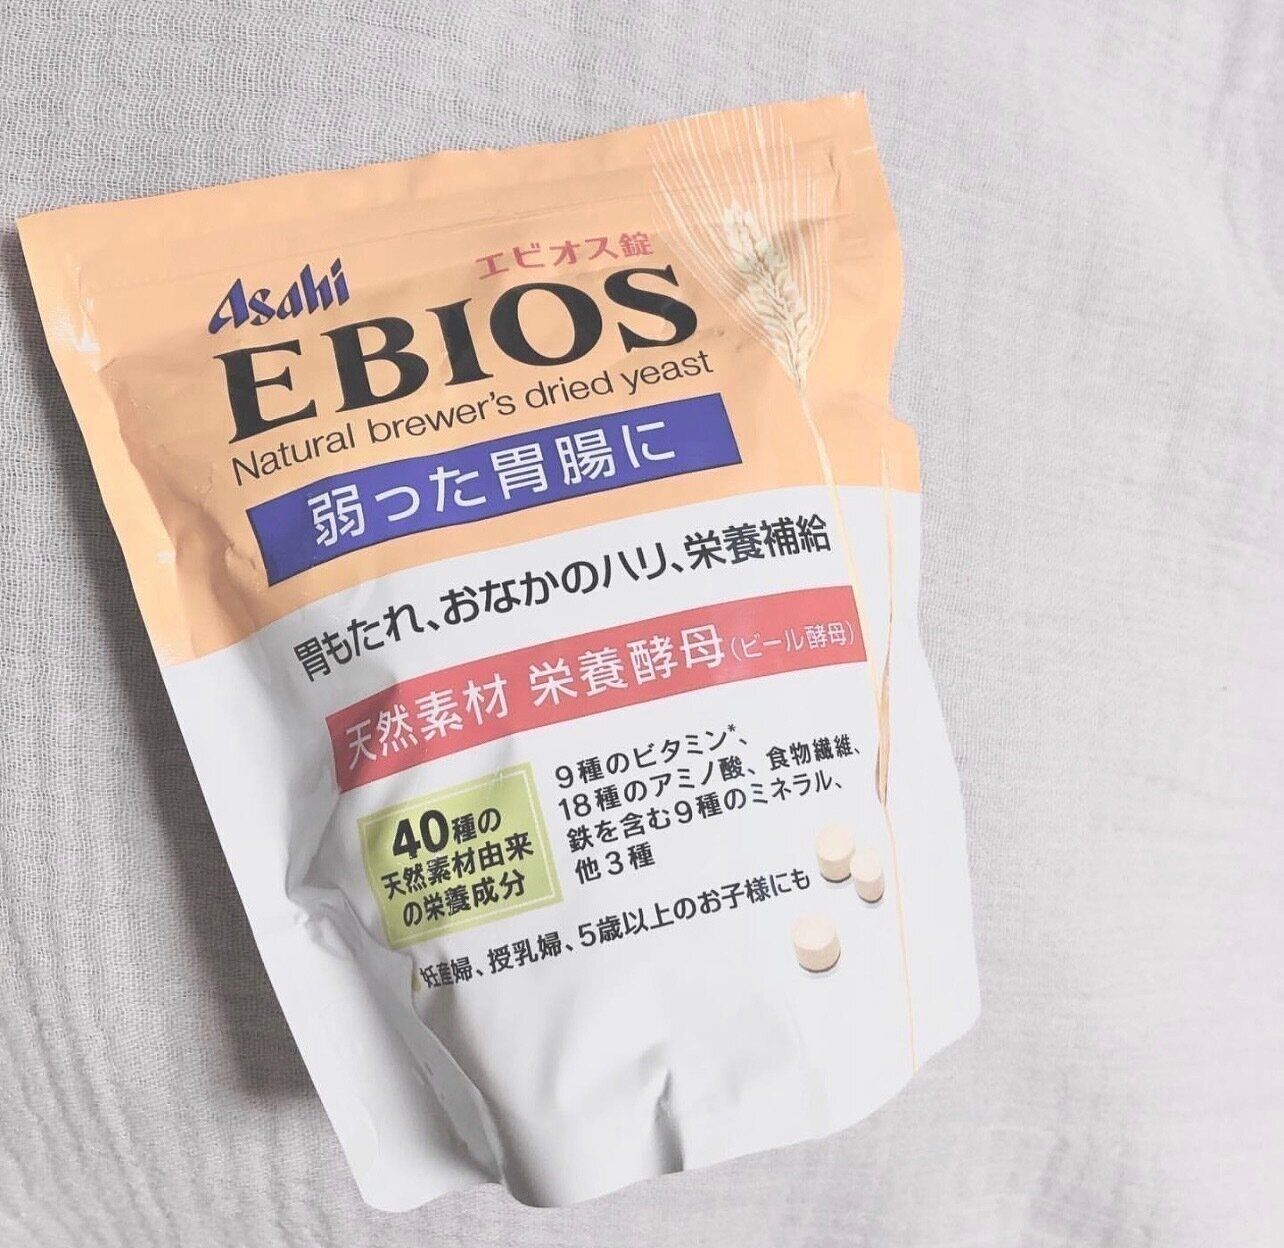 エビオス錠
Asahi
EBIOS
Natural brewer's dried yeast
弱った胃腸に
胃もたれ、おなかのハリ、栄養補給
天然素材 栄養酵母(ビール酵母)
40種の
天然素材由来
の栄養成分
9種のビタミン*、
18種のアミノ酸、食物繊維、
鉄を含む9種のミネラル、
他3種
妊産婦、授乳婦、5歳以上のお子様にも